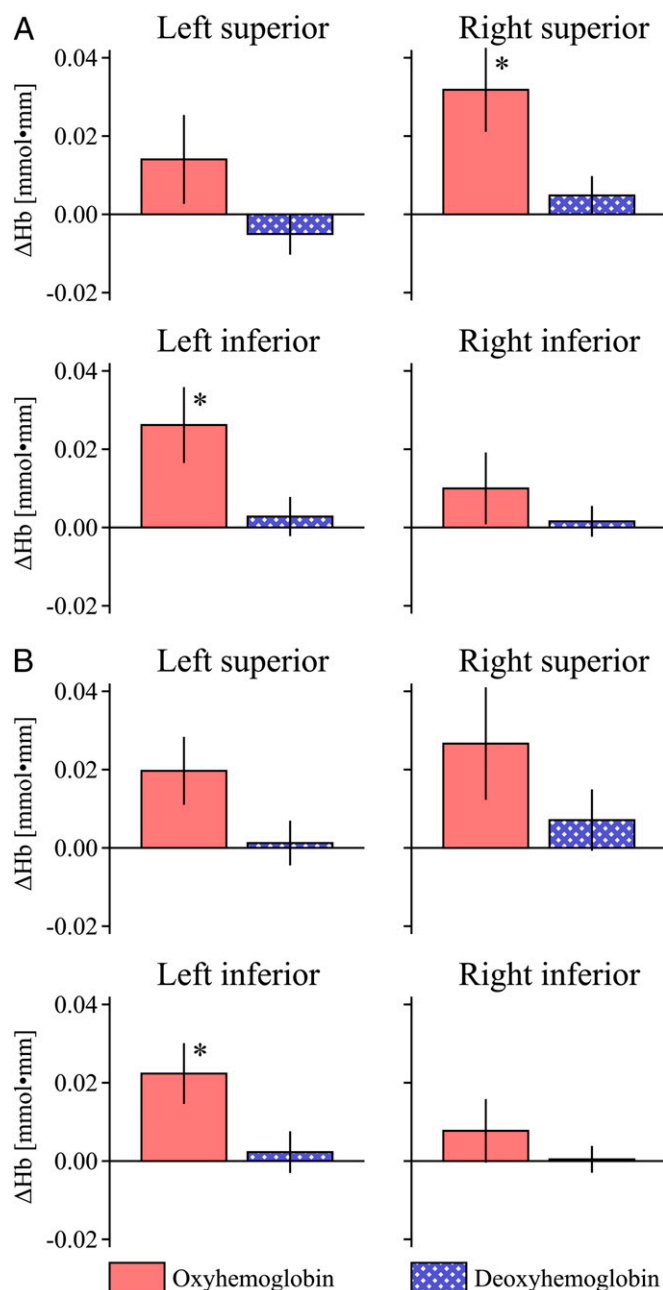 A
Left superior
Right superior
ΔHb [mmol•mm]
0.04
0.02
0.00
-0.02
*
Left inferior
Right inferior
ΔHb [mmol•mm]
0.04
0.02
0.00
-0.02
*
B
Left superior
Right superior
ΔHb [mmol•mm]
0.04
0.02
0.00
-0.02
Left inferior
Right inferior
ΔHb [mmol•mm]
0.04
0.02
0.00
-0.02
*
Oxyhemoglobin
Deoxyhemoglobin